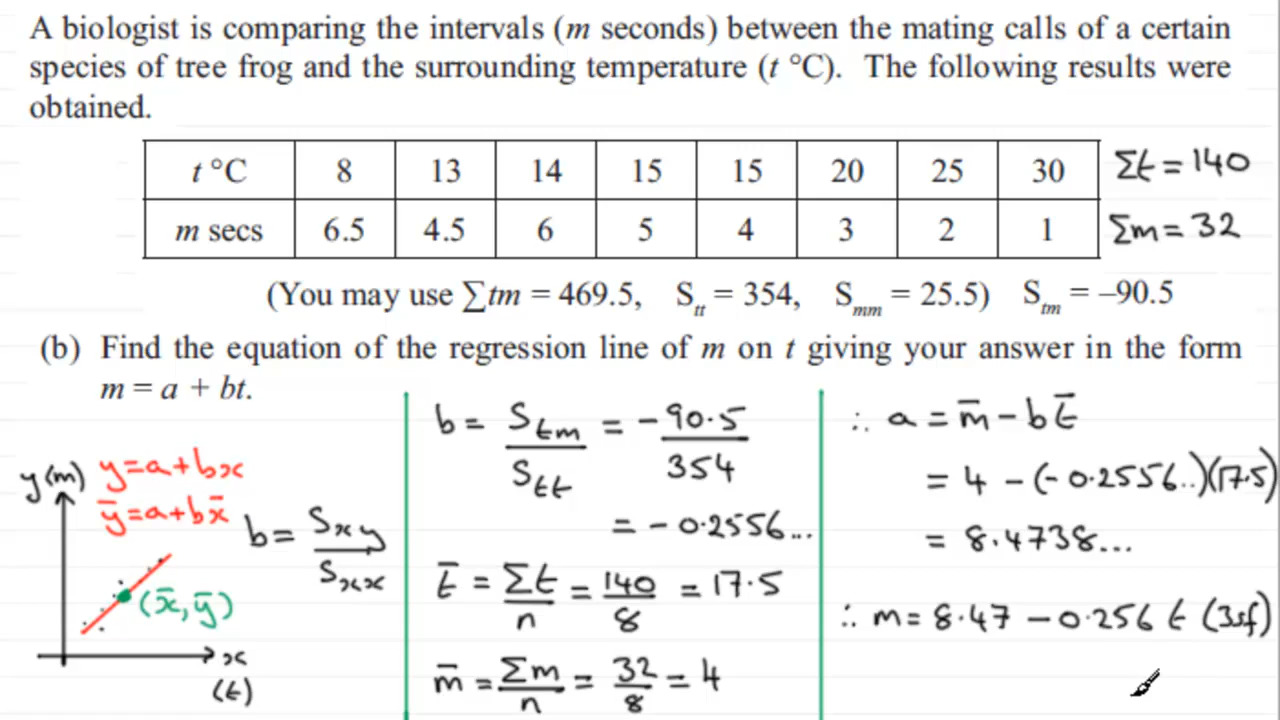 A biologist is comparing the intervals (m seconds) between the mating calls of a certain
species of tree frog and the surrounding temperature (t °C). The following results were
obtained.
t °C 8 13 14 15 15 20 25 30 Σt = 140
m secs 6.5 4.5 6 5 4 3 2 1 Σm = 32
(You may use ∑tm = 469.5, S_tt = 354, S_mm = 25.5) S_tm = –90.5
(b) Find the equation of the regression line of m on t giving your answer in the form
m = a + bt.
y(m)
y = a + bx
ȳ = a + bx̄
b = Sxy / Sxx
(x̄, ȳ)
x
(t)
b = Stm / Stt = -90.5 / 354
= -0.2556...
t̄ = Σt / n = 140 / 8 = 17.5
m̄ = Σm / n = 32 / 8 = 4
∴ a = m̄ - b t̄
= 4 - (-0.2556..)(17.5)
= 8.4738...
∴ m = 8.47 - 0.256 t (3sf)